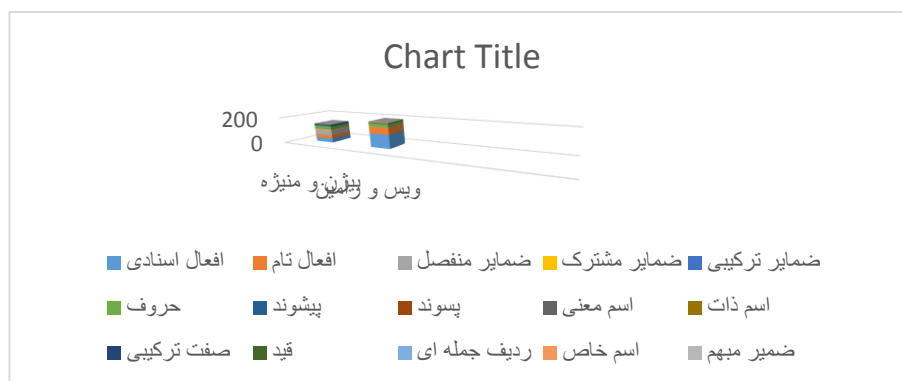 Chart Title
200
0
بیژن و منیژه
ویس و رامین
افعال اسنادی افعال تام ضمایر منفصل ضمایر مشترک ضمایر ترکیبی
حروف پیشوند پسوند اسم معنی اسم ذات
صفت ترکیبی قید ردیف جمله ای اسم خاص ضمیر مبهم